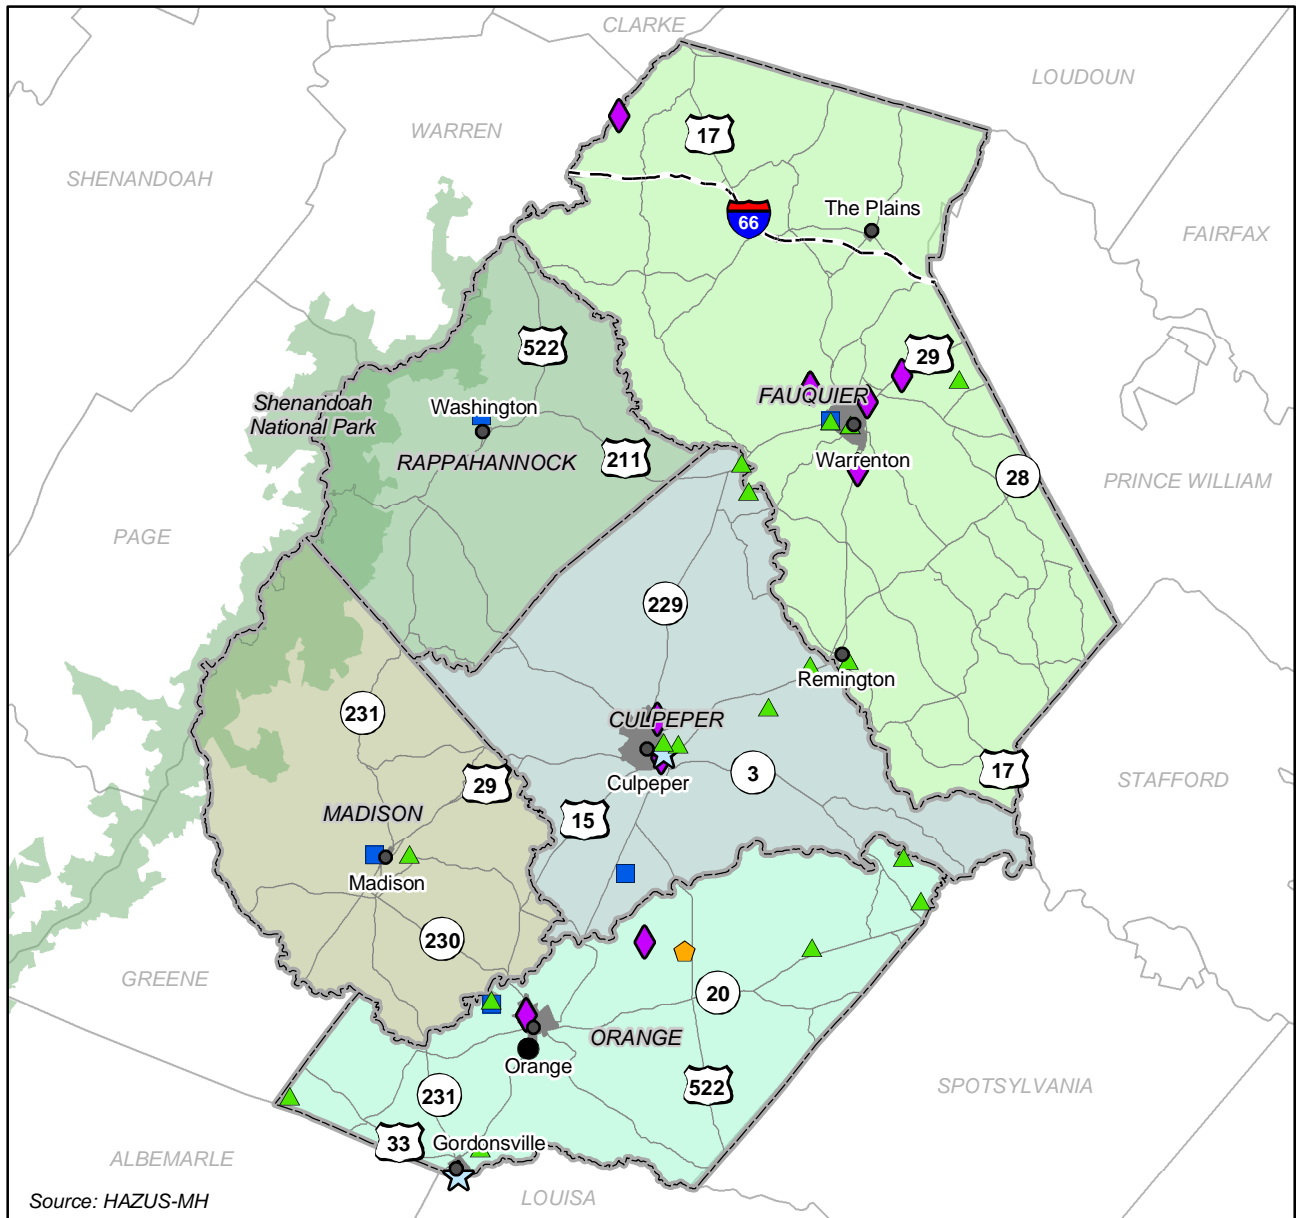 CLARKE
LOUDOUN
WARREN
17
SHENANDOAH
The Plains
66
FAIRFAX
522
29
Shenandoah
National Park
Washington
FAUQUIER
RAPPAHANNOCK
211
Warrenton
28
PRINCE WILLIAM
PAGE
229
Remington
231
CULPEPER
29
Culpeper
3
17
STAFFORD
MADISON
15
Madison
230
GREENE
20
ORANGE
Orange
231
522
SPOTSYLVANIA
33
Gordonsville
ALBEMARLE
LOUISA
Source: HAZUS-MH